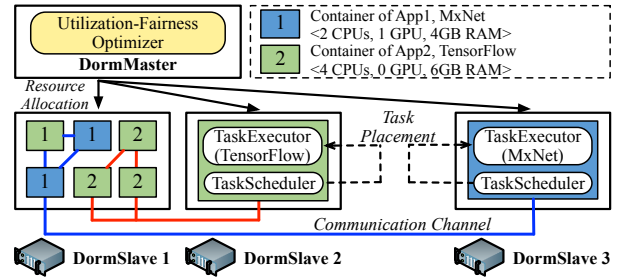 Utilization-Fairness
Optimizer
DormMaster
1
Container of App1, MxNet
<2 CPUs, 1 GPU, 4GB RAM>
2
Container of App2, TensorFlow
<4 CPUs, 0 GPU, 6GB RAM>
Resource
Allocation
1 1 2
1 2 2
TaskExecutor
(TensorFlow)
TaskScheduler
Task
Placement
TaskExecutor
(MxNet)
TaskScheduler
Communication Channel
DormSlave 1
DormSlave 2
DormSlave 3